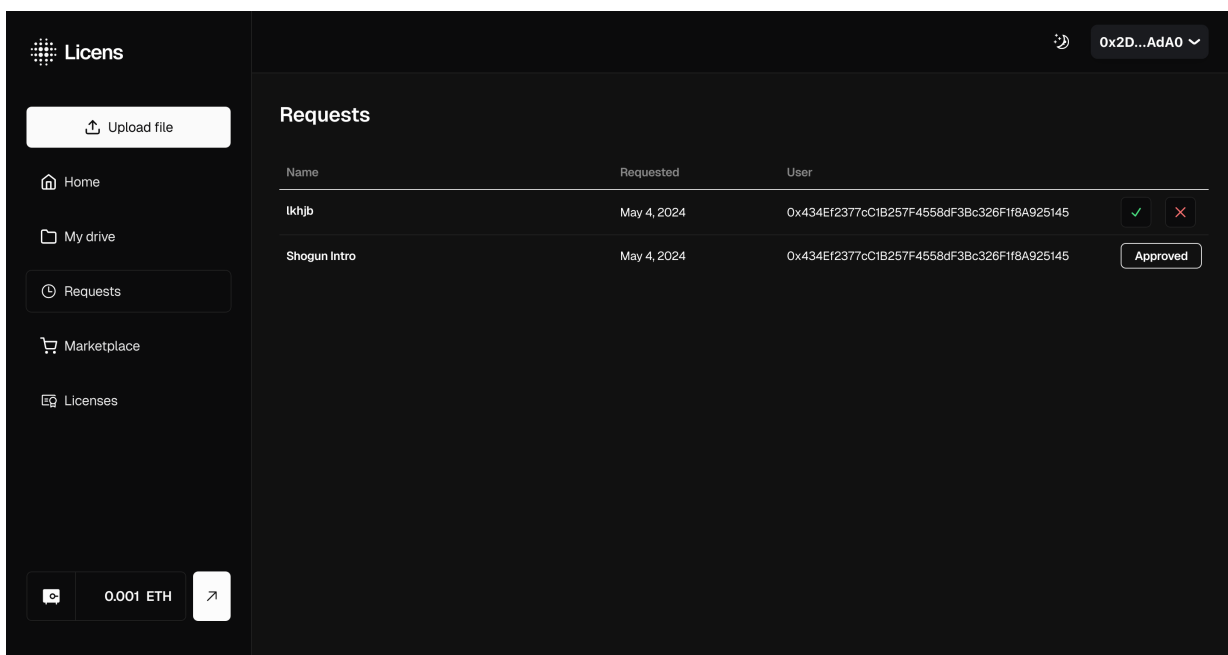 Licens
0x2D...AdA0
Upload file
Home
My drive
Requests
Marketplace
Licenses
0.001 ETH
Requests
Name Requested User
lkhjb May 4, 2024 0x434Ef2377cC1B257F4558dF3Bc326F1f8A925145
Shogun Intro May 4, 2024 0x434Ef2377cC1B257F4558dF3Bc326F1f8A925145 Approved